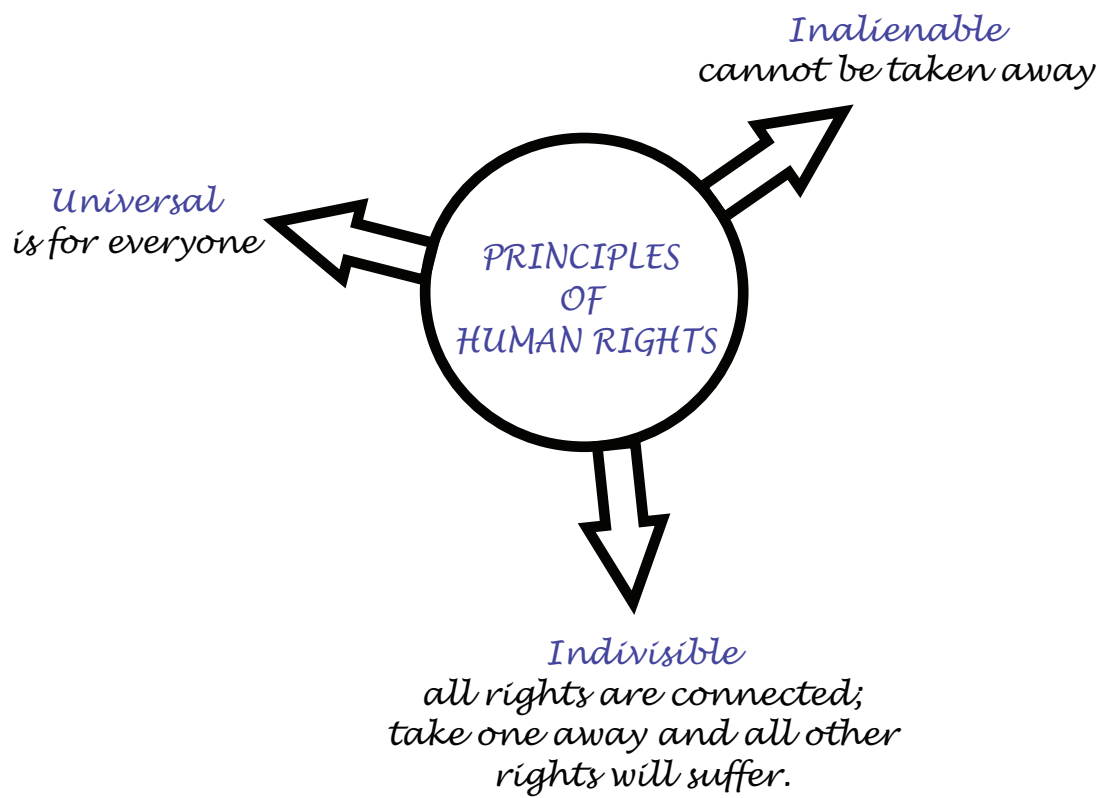 Inalienable
cannot be taken away
Universal
is for everyone
PRINCIPLES
OF
HUMAN RIGHTS
Indivisible
all rights are connected;
take one away and all other
rights will suffer.